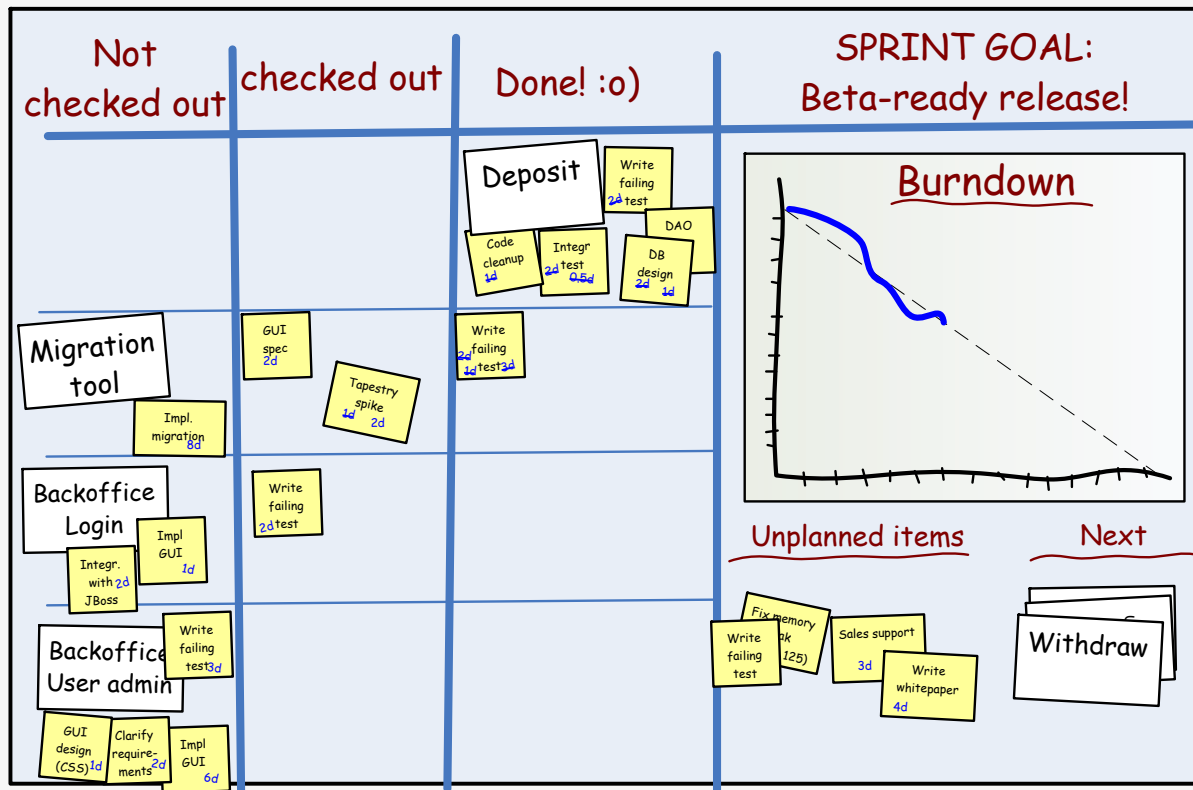 Not
checked out
checked out
Done! :o)
SPRINT GOAL:
Beta-ready release!
Deposit
Write
failing
test
2d
DAO
Code
cleanup
1d
Integr
test
2d
0.5d
DB
design
2d
1d
Burndown
Migration
tool
Impl.
migration
8d
GUI
spec
2d
Tapestry
spike
1d
2d
Write
failing
test
2d
1d
3d
Backoffice
Login
Integr.
with
JBoss
2d
Impl
GUI
1d
Write
failing
test
2d
Backoffice
User admin
Write
failing
test
3d
GUI
design
(CSS)
1d
Clarify
require-
ments
2d
Impl
GUI
6d
Unplanned items
Fix memory
125)
Write
failing
test
Sales support
3d
Write
whitepaper
4d
Next
Withdraw